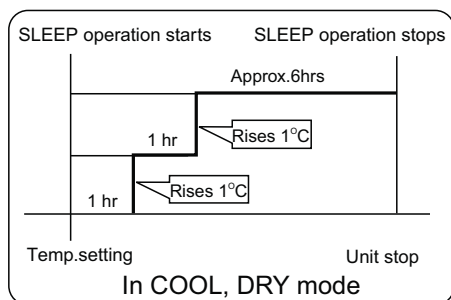 SLEEP operation starts
SLEEP operation stops
Approx.6hrs
1 hr
Rises 1°C
1 hr
Rises 1°C
Temp.setting
Unit stop
In COOL, DRY mode